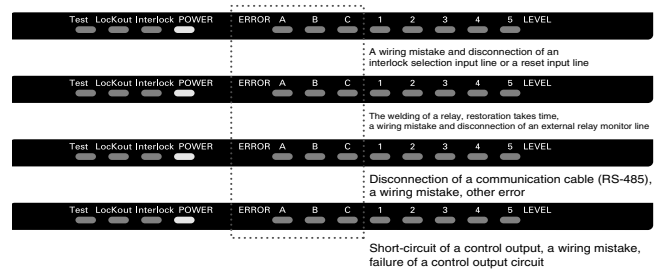 Test LocKout Interlock POWER ERROR A B C 1 2 3 4 5 LEVEL
A wiring mistake and disconnection of an
interlock selection input line or a reset input line
Test LocKout Interlock POWER ERROR A B C 1 2 3 4 5 LEVEL
The welding of a relay, restoration takes time,
a wiring mistake and disconnection of an external relay monitor line
Test LocKout Interlock POWER ERROR A B C 1 2 3 4 5 LEVEL
Disconnection of a communication cable (RS-485),
a wiring mistake, other error
Test LocKout Interlock POWER ERROR A B C 1 2 3 4 5 LEVEL
Short-circuit of a control output, a wiring mistake,
failure of a control output circuit